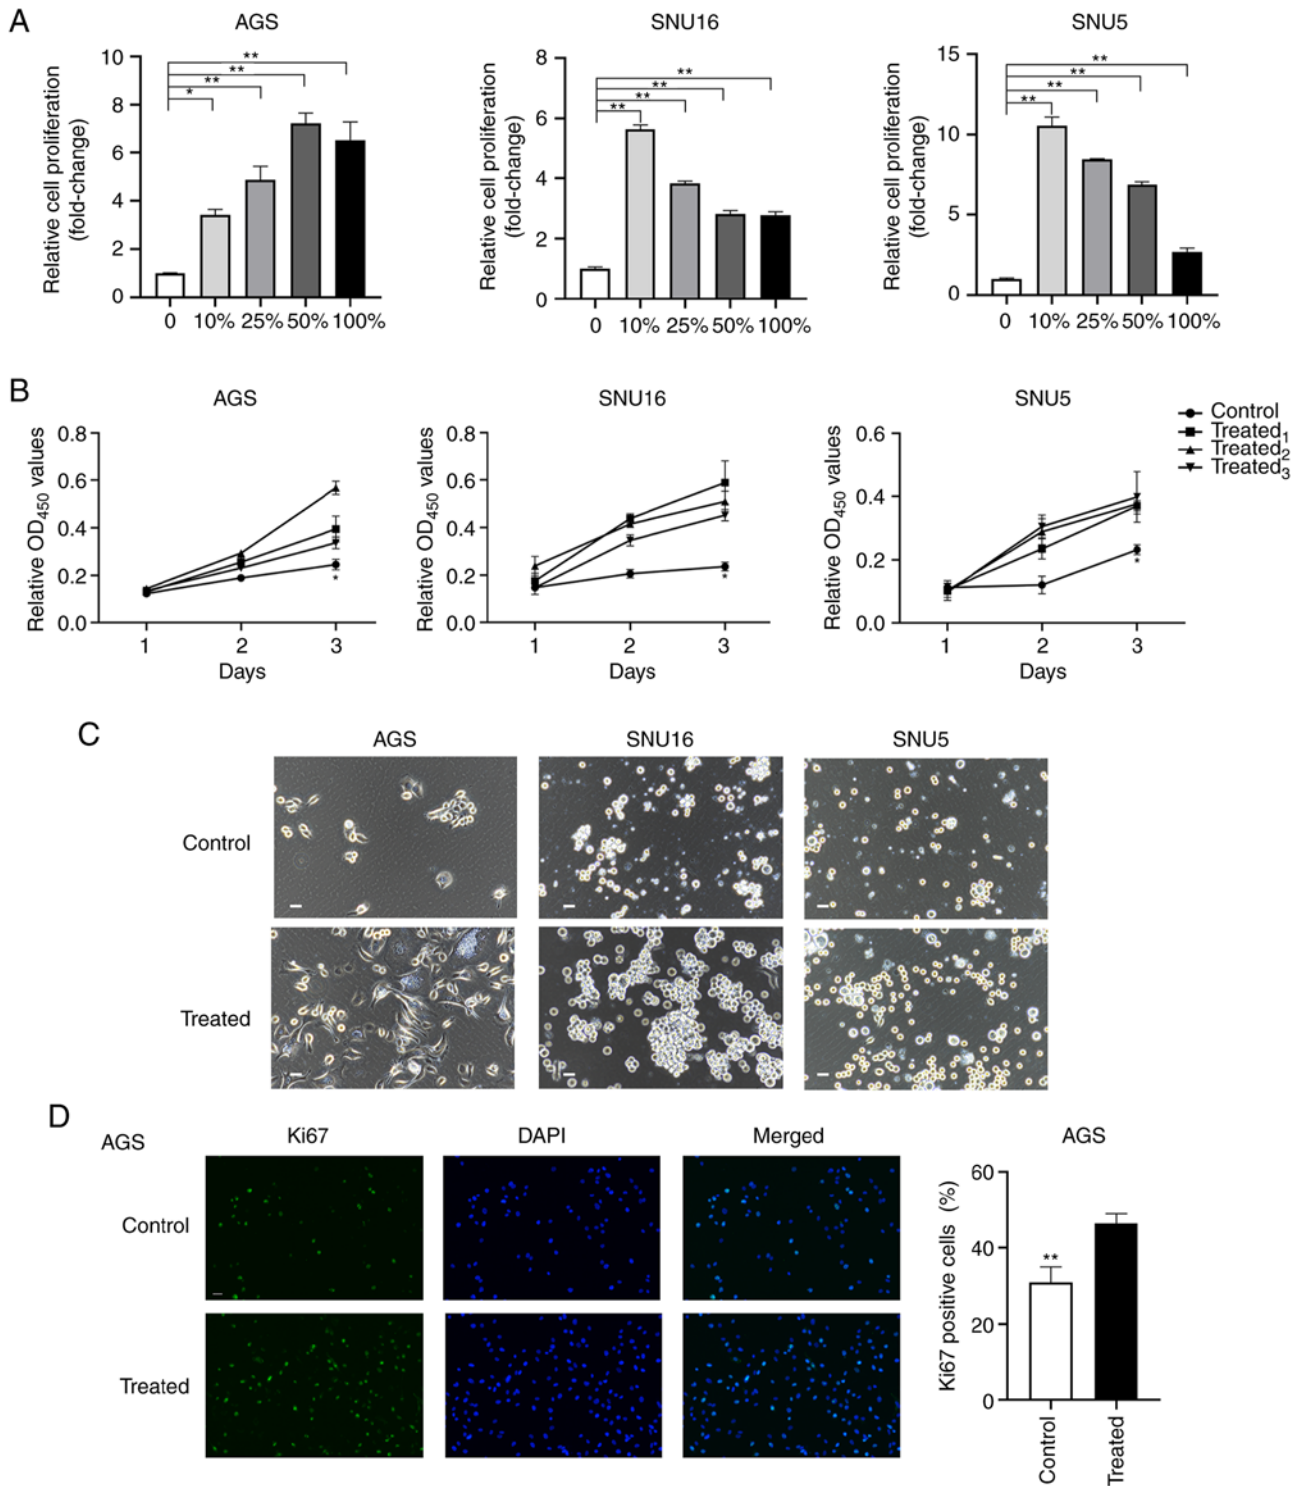 A
AGS
SNU16
SNU5
Relative cell proliferation
(fold-change)
10
8
6
4
2
0
** 
**
**
*
0 10% 25% 50% 100%
Relative cell proliferation
(fold-change)
8
6
4
2
0
**
**
**
**
0 10% 25% 50% 100%
Relative cell proliferation
(fold-change)
15
10
5
0
**
**
**
**
0 10% 25% 50% 100%
B
AGS
SNU16
SNU5
Relative OD450 values
0.8
0.6
0.4
0.2
0.0
*
1 2 3
Days
Relative OD450 values
0.8
0.6
0.4
0.2
0.0
*
1 2 3
Days
Relative OD450 values
0.6
0.4
0.2
0.0
*
1 2 3
Days
Control
Treated1
Treated2
Treated3
C
AGS
SNU16
SNU5
Control
Treated
D
AGS
Ki67
DAPI
Merged
Control
Treated
AGS
Ki67 positive cells (%)
60
40
20
0
**
Control
Treated